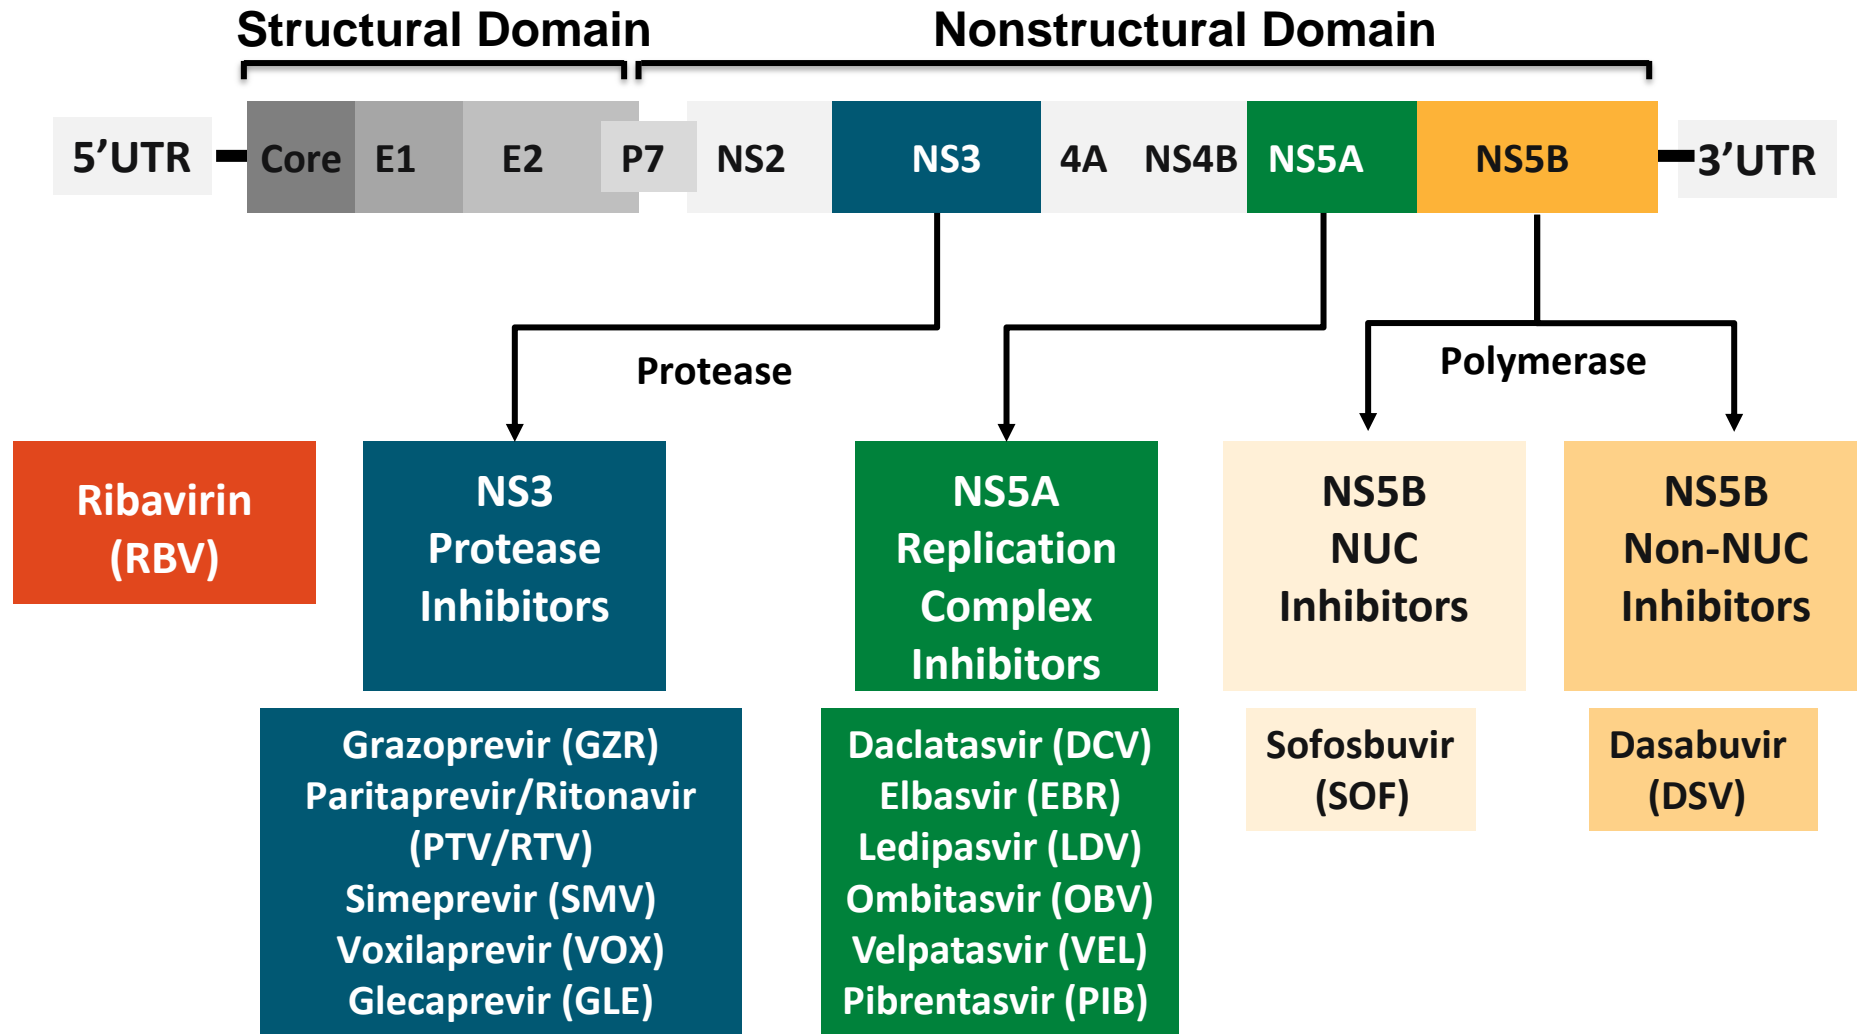 Structural Domain
Nonstructural Domain
5’UTR
Core
E1
E2
P7
NS2
NS3
4A
NS4B
NS5A
NS5B
3’UTR
Protease
Polymerase
Ribavirin
(RBV)
NS3
Protease
Inhibitors
NS5A
Replication
Complex
Inhibitors
NS5B
NUC
Inhibitors
NS5B
Non-NUC
Inhibitors
Grazoprevir (GZR)
Paritaprevir/Ritonavir
(PTV/RTV)
Simeprevir (SMV)
Voxilaprevir (VOX)
Glecaprevir (GLE)
Daclatasvir (DCV)
Elbasvir (EBR)
Ledipasvir (LDV)
Ombitasvir (OBV)
Velpatasvir (VEL)
Pibrentasvir (PIB)
Sofosbuvir
(SOF)
Dasabuvir
(DSV)